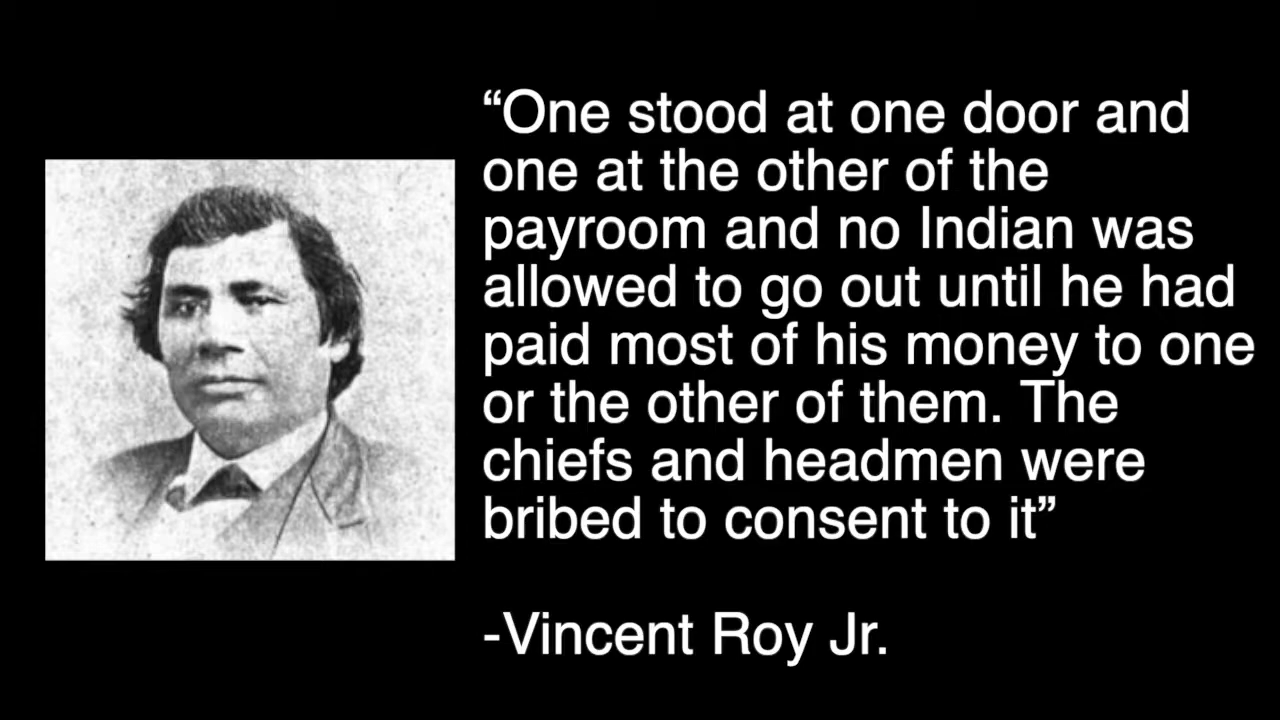 “One stood at one door and
one at the other of the
payroom and no Indian was
allowed to go out until he had
paid most of his money to one
or the other of them. The
chiefs and headmen were
bribed to consent to it”
-Vincent Roy Jr.